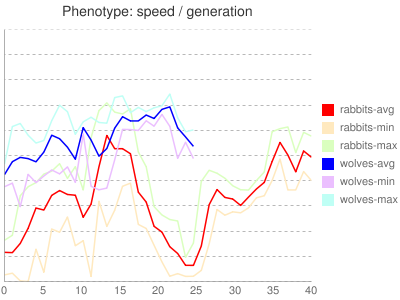 Phenotype: speed / generation
rabbits-avg
rabbits-min
rabbits-max
wolves-avg
wolves-min
wolves-max
0 5 10 15 20 25 30 35 40